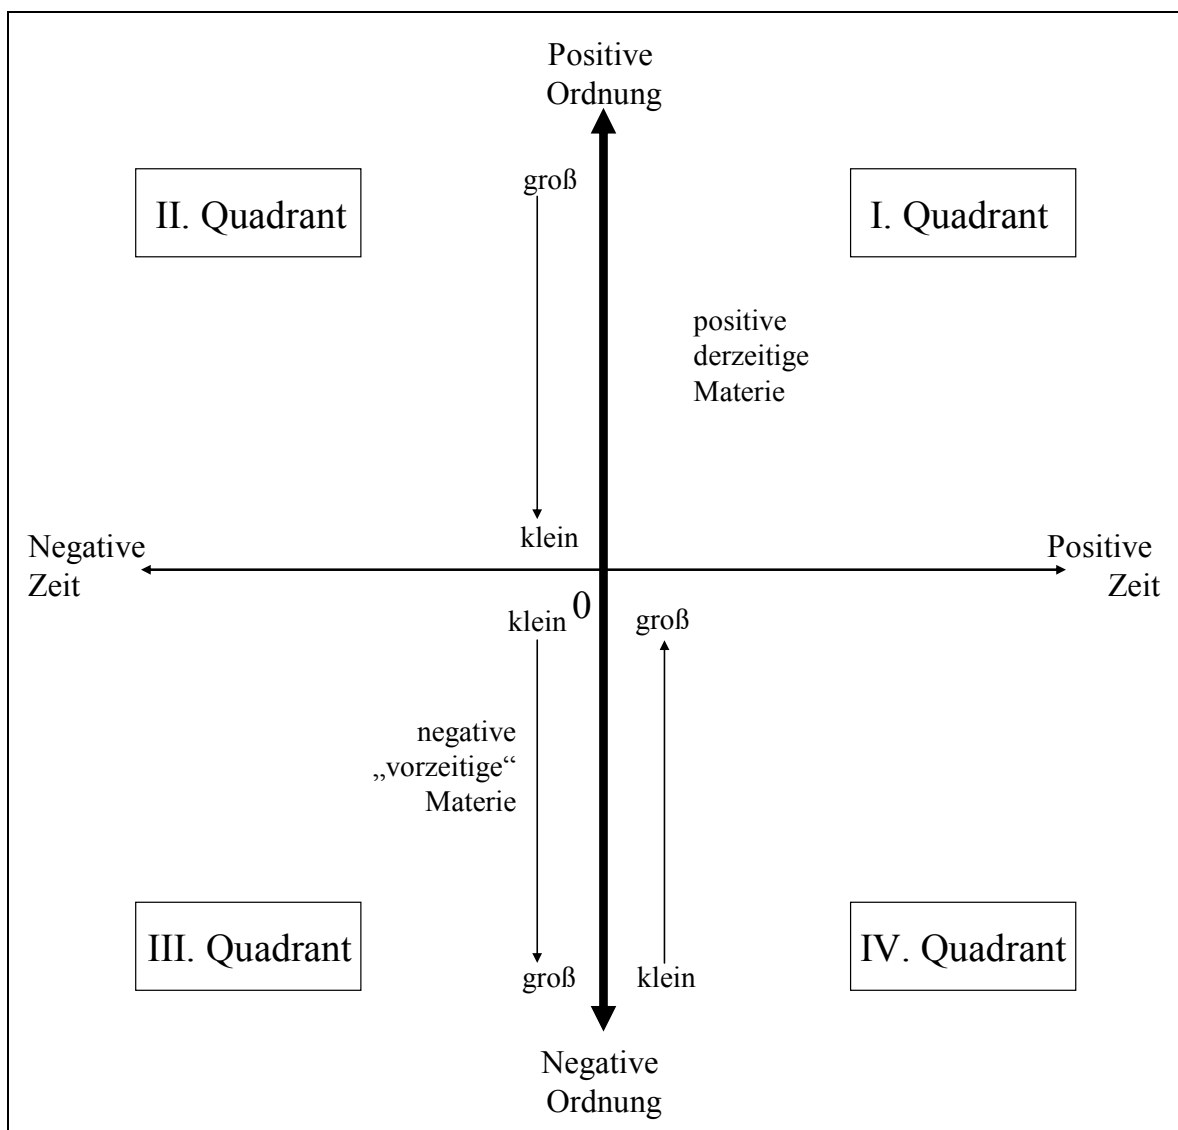 Positive
Ordnung
II. Quadrant
groß
I. Quadrant
positive
derzeitige
Materie
klein
Negative
Zeit
Positive
Zeit
0
klein
groß
negative
„vorzeitige“
Materie
III. Quadrant
groß
klein
IV. Quadrant
Negative
Ordnung